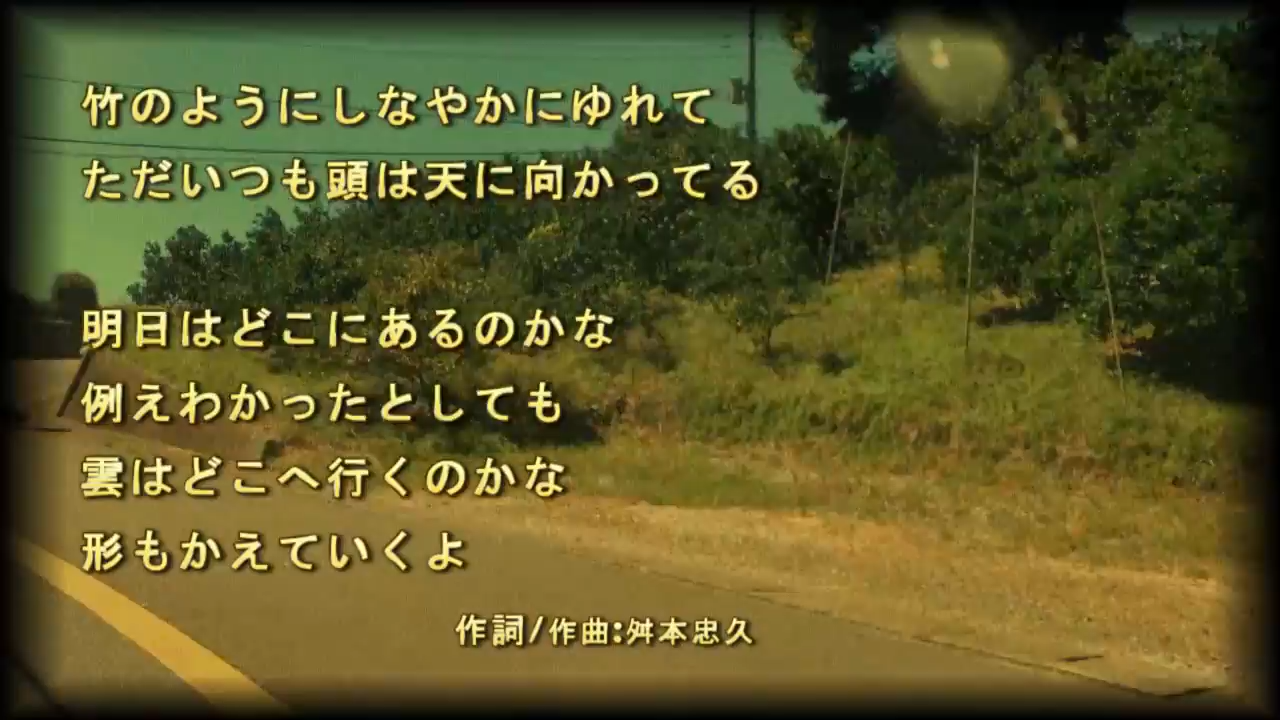 竹のようにしなやかにゆれて
ただいつも頭は天に向かってる
明日はどこにあるのかな
例えわかったとしても
雲はどこへ行くのかな
形もかえていくよ
作詞/作曲:舛本忠久